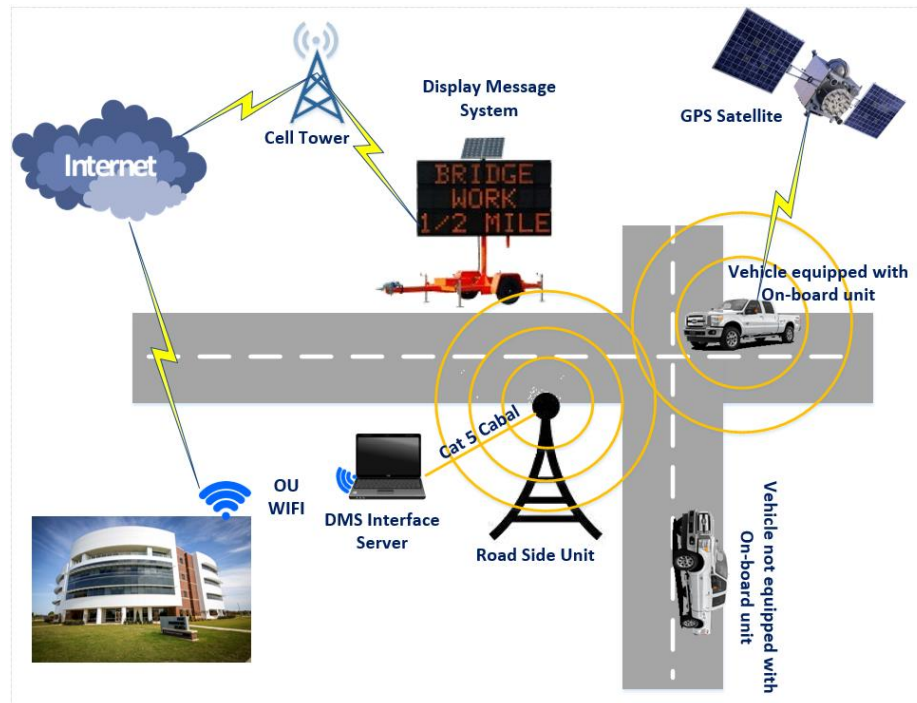 Display Message
System
Cell Tower
GPS Satellite
Internet
BRIDGE
WORK
1/2 MILE
Vehicle equipped with
On-board unit
Cat 5 Cabal
OU
WIFI
DMS Interface
Server
Road Side Unit
Vehicle not equipped with
On-board unit